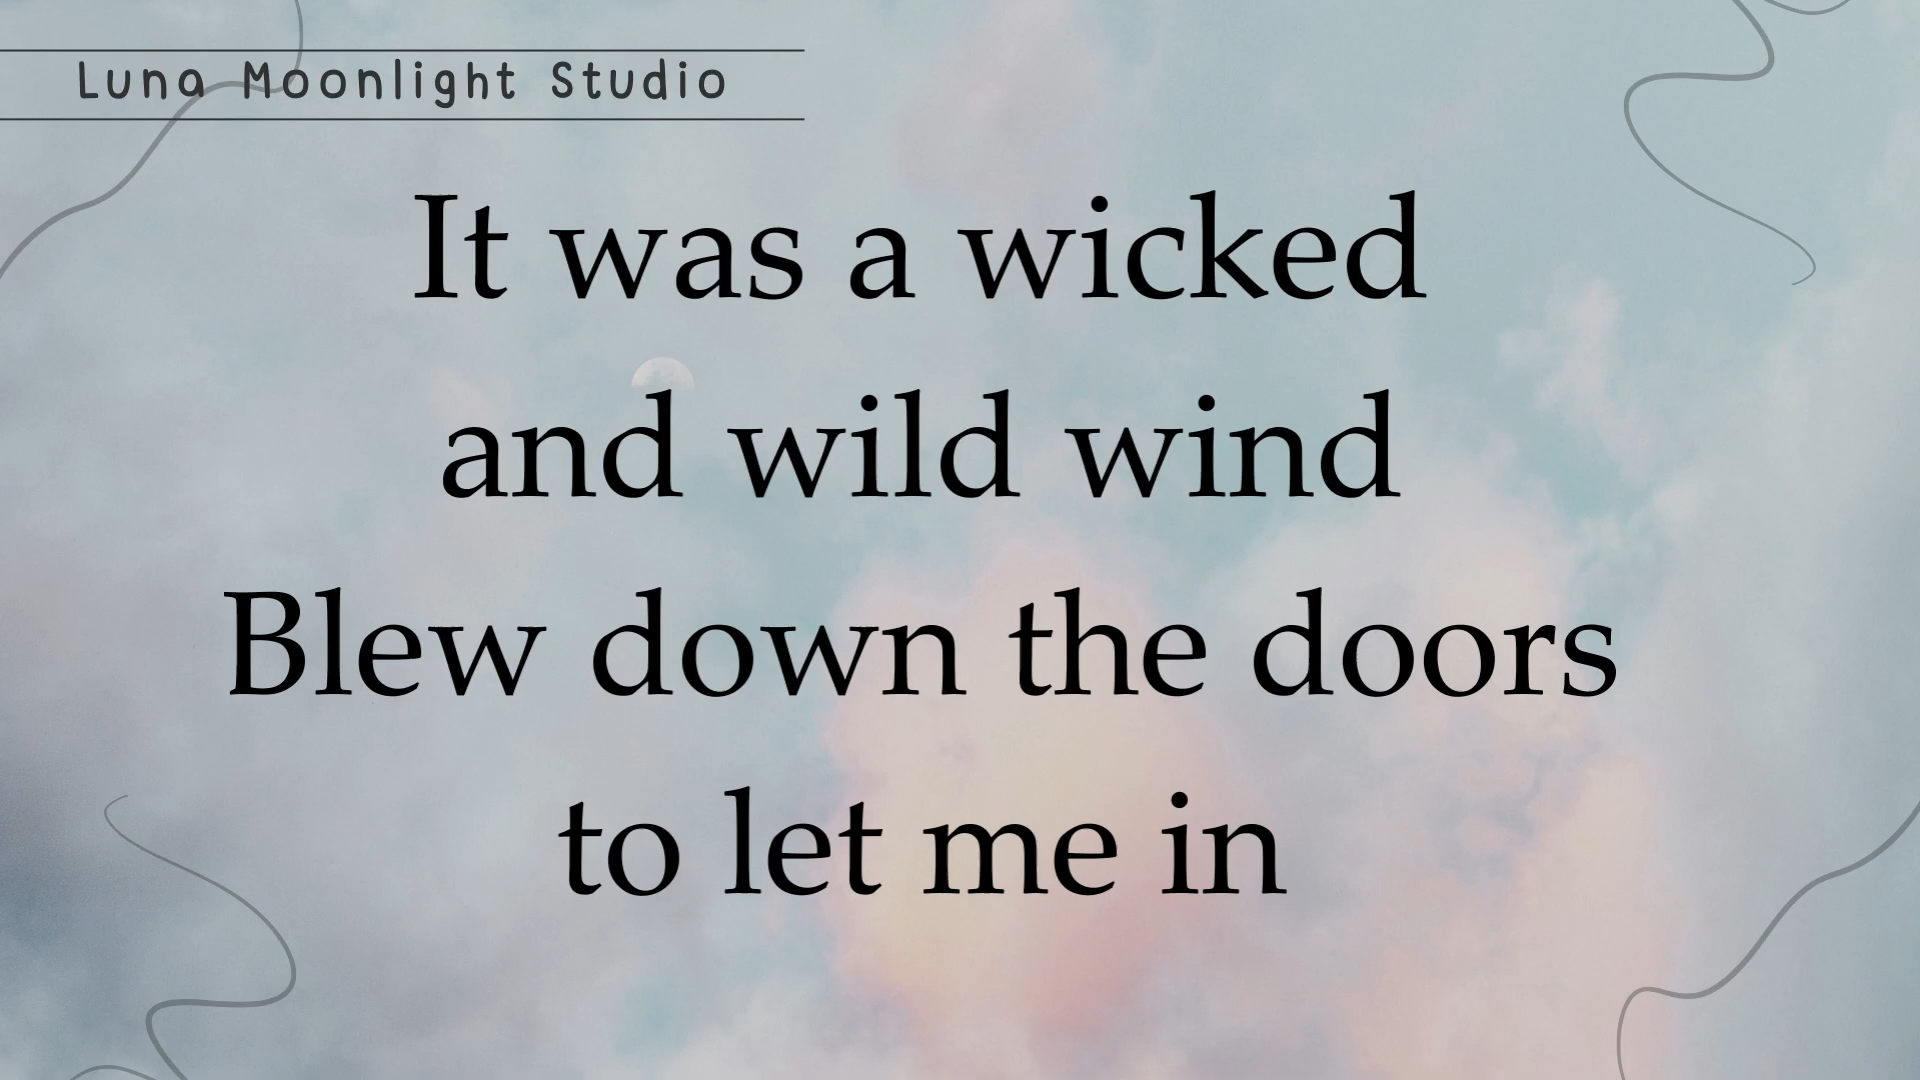 Luna Moonlight Studio
It was a wicked
and wild wind
Blew down the doors
to let me in